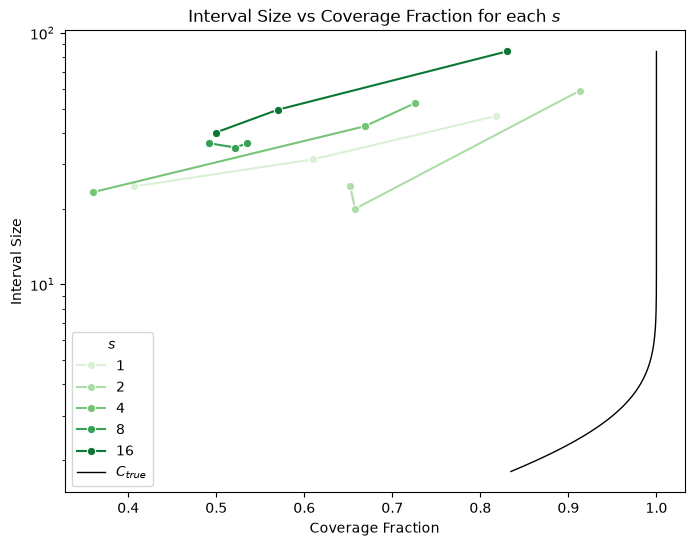 Interval Size vs Coverage Fraction for each s
10²
10¹
Interval Size
s
1
2
4
8
16
C_true
0.4 0.5 0.6 0.7 0.8 0.9 1.0
Coverage Fraction